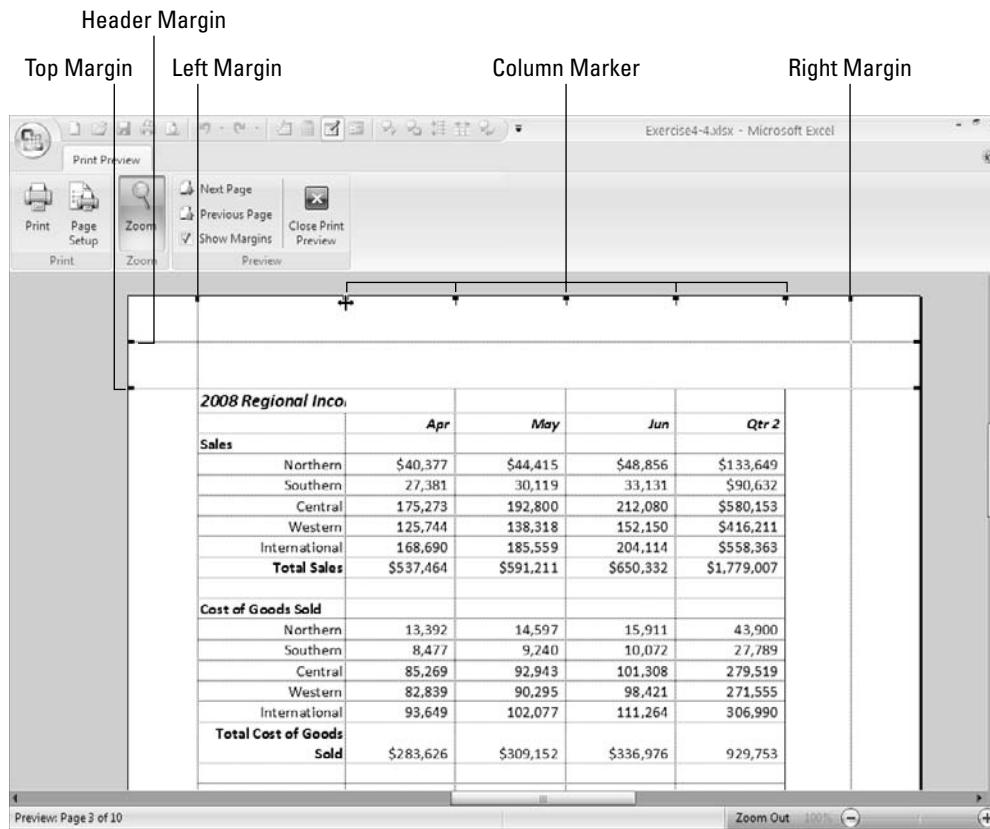 Header Margin
Top Margin Left Margin Column Marker Right Margin
Exercise4-4.xlsx - Microsoft Excel
Print Preview
Print
Page Setup
Zoom
Next Page
Previous Page
Show Margins
Close Print Preview
Print Zoom Preview
2008 Regional Inco
Apr May Jun Qtr 2
Sales
Northern $40,377 $44,415 $48,856 $133,649
Southern 27,381 30,119 33,131 $90,632
Central 175,273 192,800 212,080 $580,153
Western 125,744 138,318 152,150 $416,211
International 168,690 185,559 204,114 $558,363
Total Sales $537,464 $591,211 $650,332 $1,779,007
Cost of Goods Sold
Northern 13,392 14,597 15,911 43,900
Southern 8,477 9,240 10,072 27,789
Central 85,269 92,943 101,308 279,519
Western 82,839 90,295 98,421 271,555
International 93,649 102,077 111,264 306,990
Total Cost of Goods
Sold $283,626 $309,152 $336,976 929,753
Preview: Page 3 of 10 Zoom Out 100%